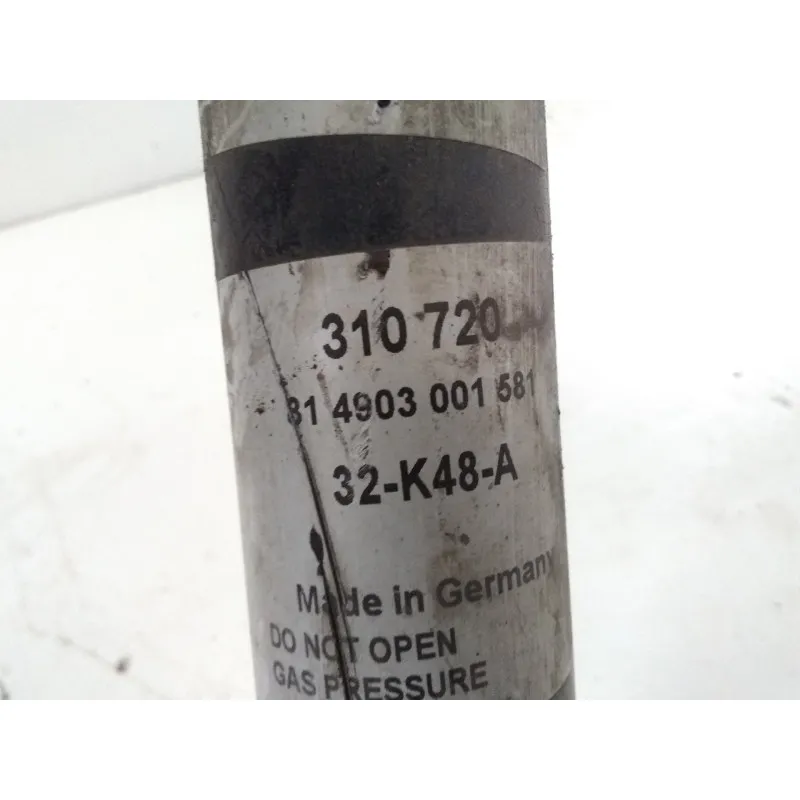 310 720
31 4903 001 581
32-K48-A
Made in Germany
DO NOT OPEN
GAS PRESSURE